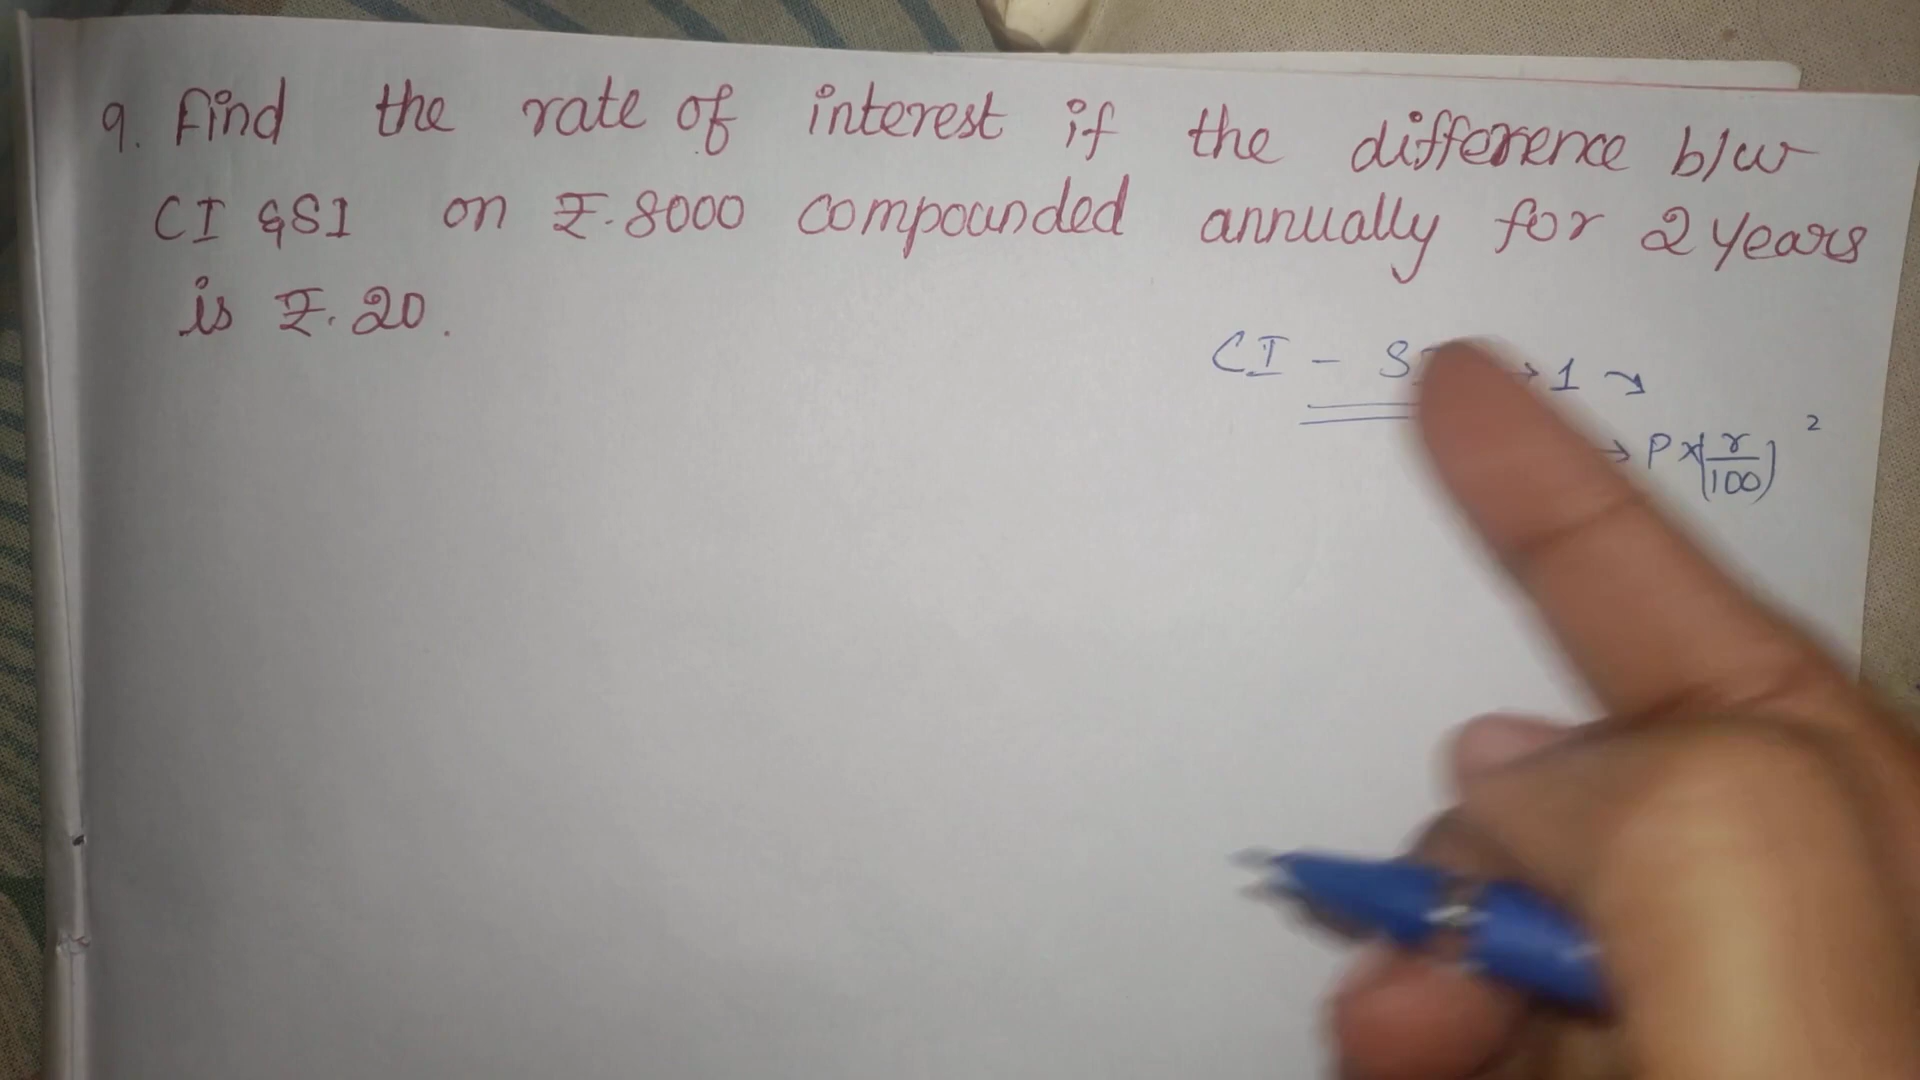 9. Find the rate of interest if the difference b/w
CI & SI on ₹.8000 compounded annually for 2 years
is ₹.20.
CI - → 1 ↘
→ P×(r/100)²